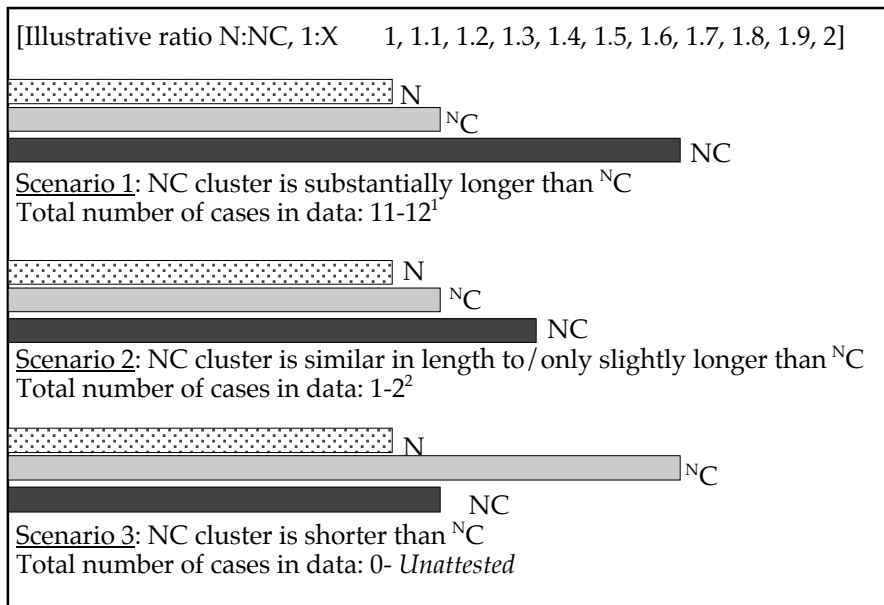 [Illustrative ratio N:NC, 1:X 1, 1.1, 1.2, 1.3, 1.4, 1.5, 1.6, 1.7, 1.8, 1.9, 2]
N
ᴺC
NC
Scenario 1: NC cluster is substantially longer than ᴺC
Total number of cases in data: 11-12¹
N
ᴺC
NC
Scenario 2: NC cluster is similar in length to/only slightly longer than ᴺC
Total number of cases in data: 1-2²
N
ᴺC
NC
Scenario 3: NC cluster is shorter than ᴺC
Total number of cases in data: 0- Unattested